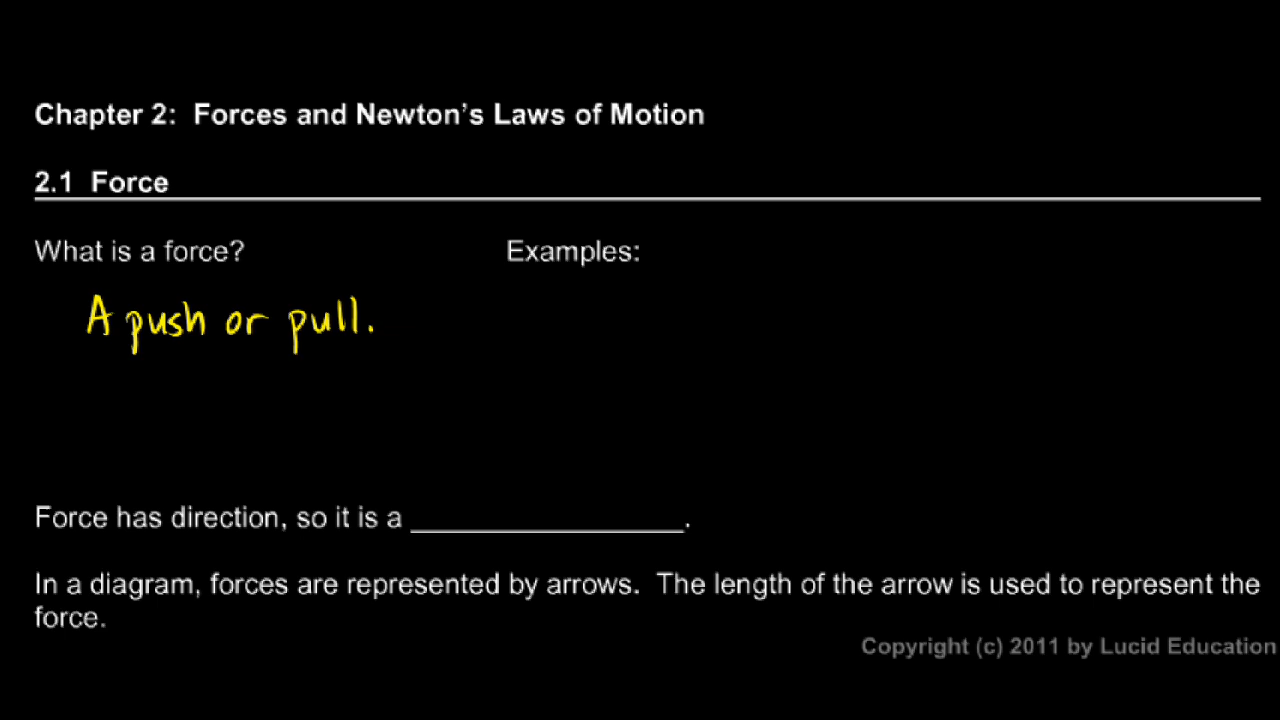 Chapter 2:  Forces and Newton's Laws of Motion
2.1  Force
What is a force?
Examples:
A push or pull.
Force has direction, so it is a _________________.
In a diagram, forces are represented by arrows.  The length of the arrow is used to represent the
force.
Copyright (c) 2011 by Lucid Education